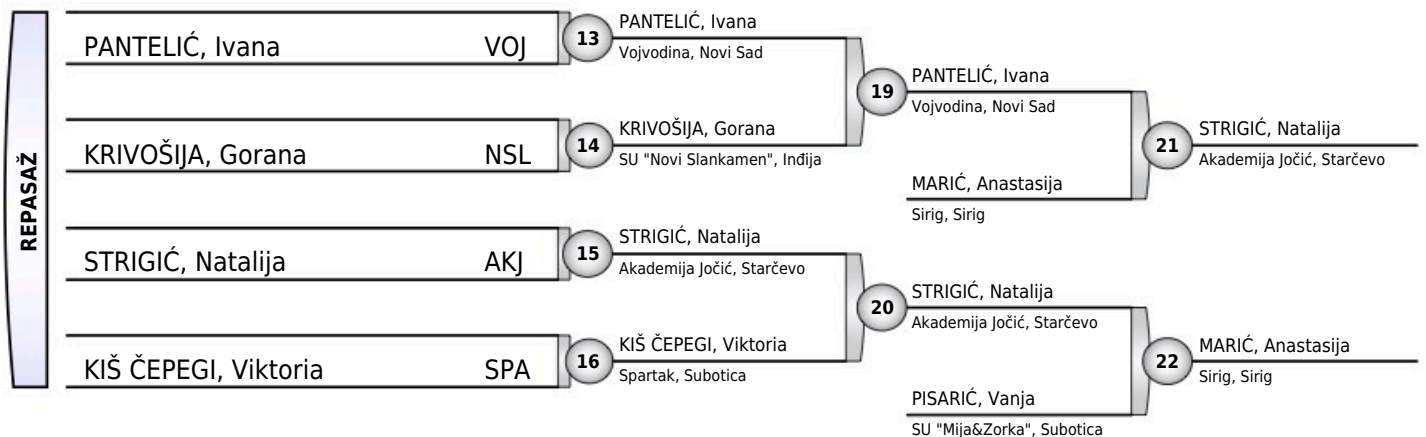 REPASAŽ
PANTELIĆ, Ivana VOJ
KRIVOŠIJA, Gorana NSL
STRIGIĆ, Natalija AKJ
KIŠ ČEPEGI, Viktoria SPA
13
PANTELIĆ, Ivana
Vojvodina, Novi Sad
14
KRIVOŠIJA, Gorana
SU "Novi Slankamen", Inđija
15
STRIGIĆ, Natalija
Akademija Jočić, Starčevo
16
KIŠ ČEPEGI, Viktoria
Spartak, Subotica
19
PANTELIĆ, Ivana
Vojvodina, Novi Sad
MARIĆ, Anastasija
Sirig, Sirig
20
STRIGIĆ, Natalija
Akademija Jočić, Starčevo
PISARIĆ, Vanja
SU "Mija&Zorka", Subotica
21
STRIGIĆ, Natalija
Akademija Jočić, Starčevo
22
MARIĆ, Anastasija
Sirig, Sirig